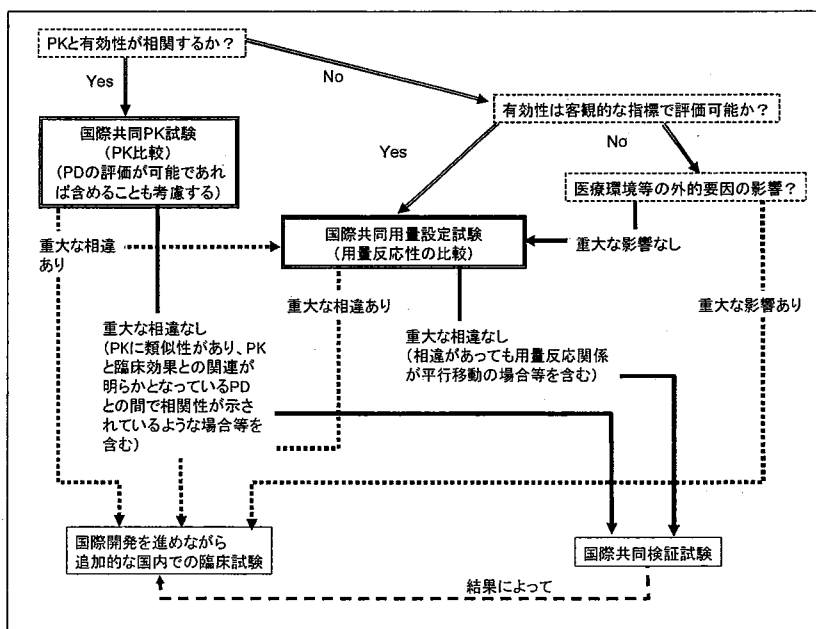 PKと有効性が相関するか？
Yes
No
国際共同PK試験
(PK比較)
(PDの評価が可能であれ
ば含めることも考慮する)
有効性は客観的な指標で評価可能か？
Yes
No
医療環境等の外的要因の影響？
重大な相違
あり
国際共同用量設定試験
(用量反応性の比較)
重大な影響なし
重大な相違あり
重大な影響あり
重大な相違なし
(PKに類似性があり、PK
と臨床効果との関連が
明らかとなっているPD
との間で相関性が示さ
れているような場合等を
含む)
重大な相違なし
(相違があっても用量反応関係
が平行移動の場合等を含む)
国際開発を進めながら
追加的な国内での臨床試験
国際共同検証試験
結果によって